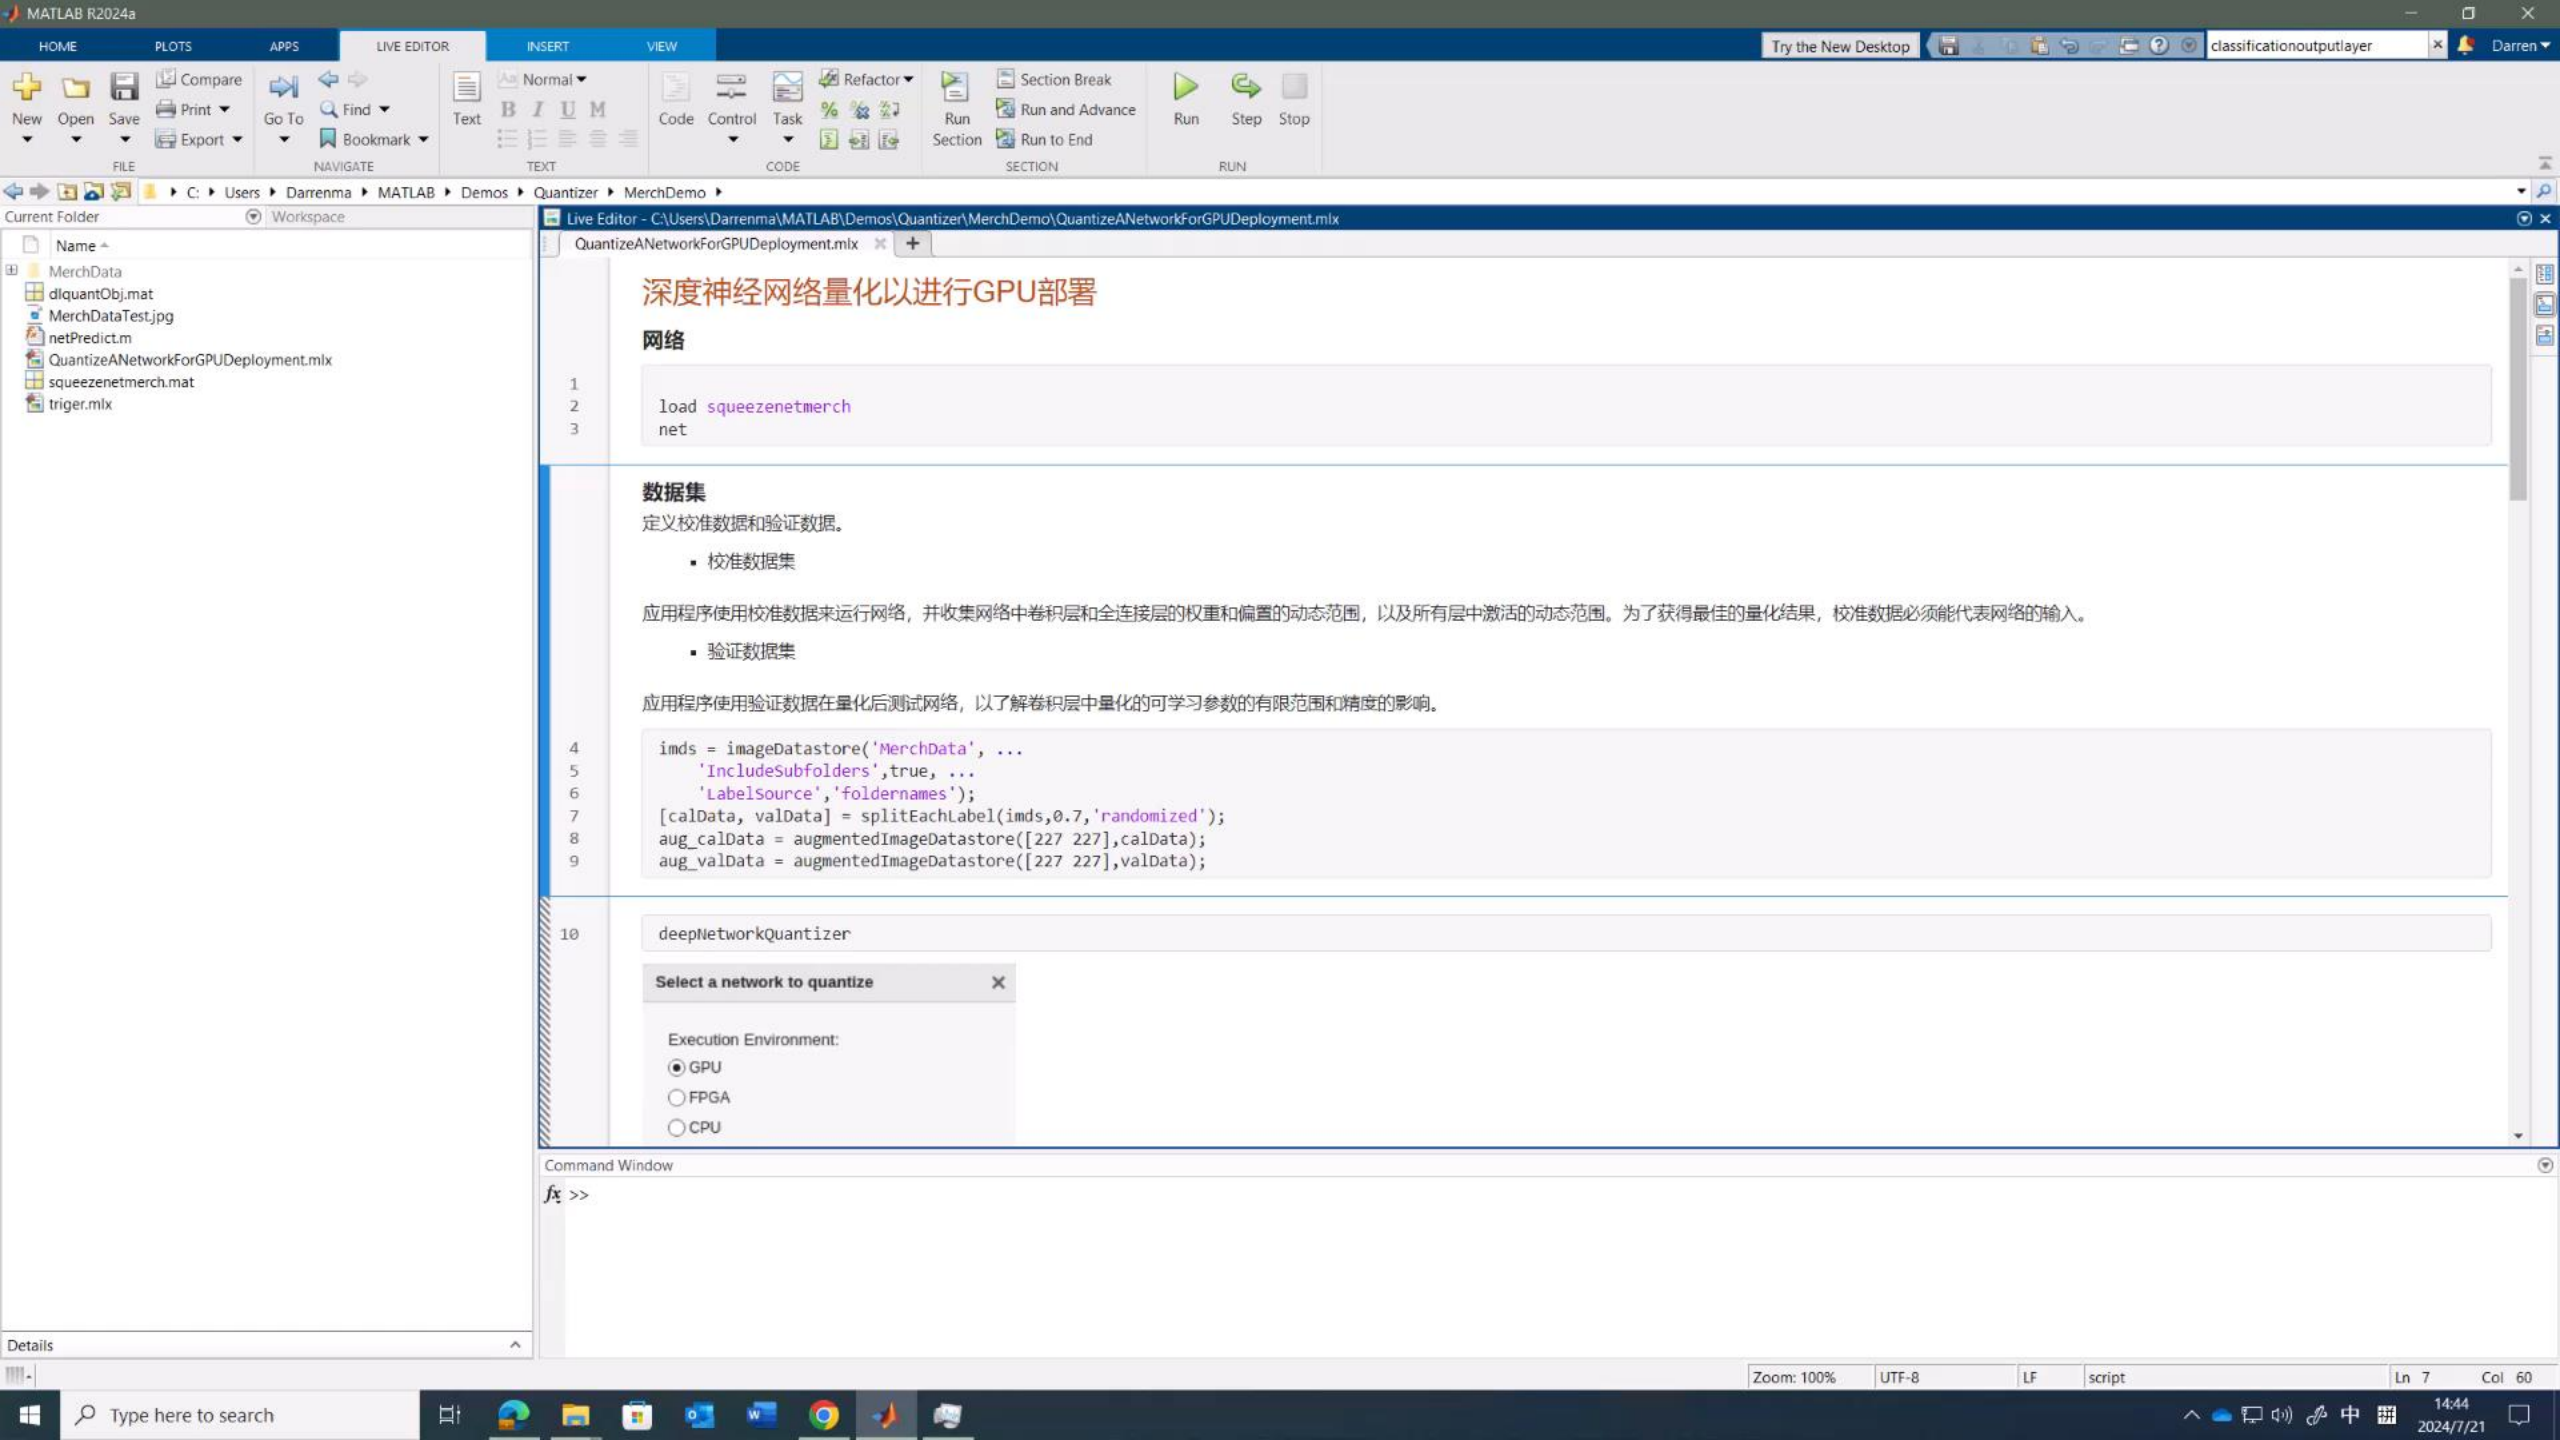 MATLAB R2024a
HOME PLOTS APPS LIVE EDITOR INSERT VIEW Try the New Desktop classificationoutputlayer Darren
New Open Save Compare Print Export Go To Find Bookmark Text Normal B I U M Code Control Task Refactor Run Section Section Break Run and Advance Run to End Run Step Stop
FILE NAVIGATE TEXT CODE SECTION RUN
C: Users Darrenma MATLAB Demos Quantizer MerchDemo
Current Folder Workspace
Name
MerchData
dlquantObj.mat
MerchDataTest.jpg
netPredict.m
QuantizeANetworkForGPUDeployment.mlx
squeezenetmerch.mat
triger.mlx
Details
Live Editor - C:\Users\Darrenma\MATLAB\Demos\Quantizer\MerchDemo\QuantizeANetworkForGPUDeployment.mlx
QuantizeANetworkForGPUDeployment.mlx
深度神经网络量化以进行GPU部署
网络
1
2 load squeezenetmerch
3 net
数据集
定义校准数据和验证数据。
▪ 校准数据集
应用程序使用校准数据来运行网络，并收集网络中卷积层和全连接层的权重和偏置的动态范围，以及所有层中激活的动态范围。为了获得最佳的量化结果，校准数据必须能代表网络的输入。
▪ 验证数据集
应用程序使用验证数据在量化后测试网络，以了解卷积层中量化的可学习参数的有限范围和精度的影响。
4 imds = imageDatastore('MerchData', ...
5 'IncludeSubfolders',true, ...
6 'LabelSource','foldernames');
7 [calData, valData] = splitEachLabel(imds,0.7,'randomized');
8 aug_calData = augmentedImageDatastore([227 227],calData);
9 aug_valData = augmentedImageDatastore([227 227],valData);
10 deepNetworkQuantizer
Select a network to quantize
Execution Environment:
GPU
FPGA
CPU
Command Window
fx >>
Zoom: 100% UTF-8 LF script Ln 7 Col 60
Type here to search
中 拼 14:44
2024/7/21